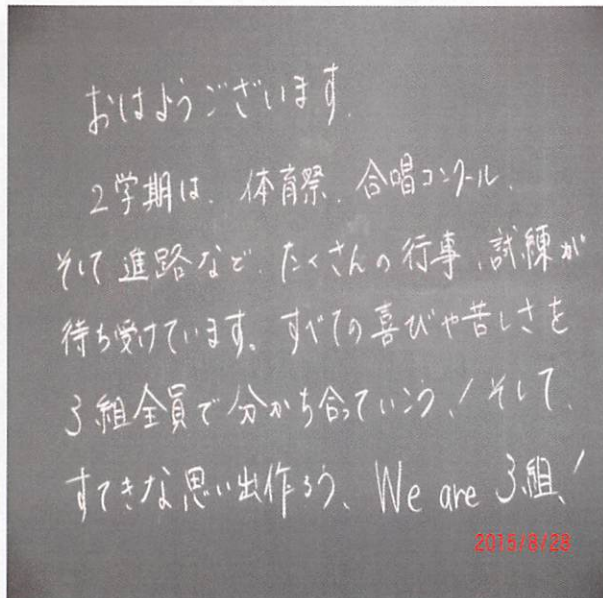 おはようございます。
2学期は、体育祭、合唱コンクール、
そして進路など、たくさんの行事、試練が
待ち受けています。すべての喜びや苦しさを
3組全員で分かち合っていこう!そして、
すてきな思い出作ろう、We are 3組!
2015/8/28